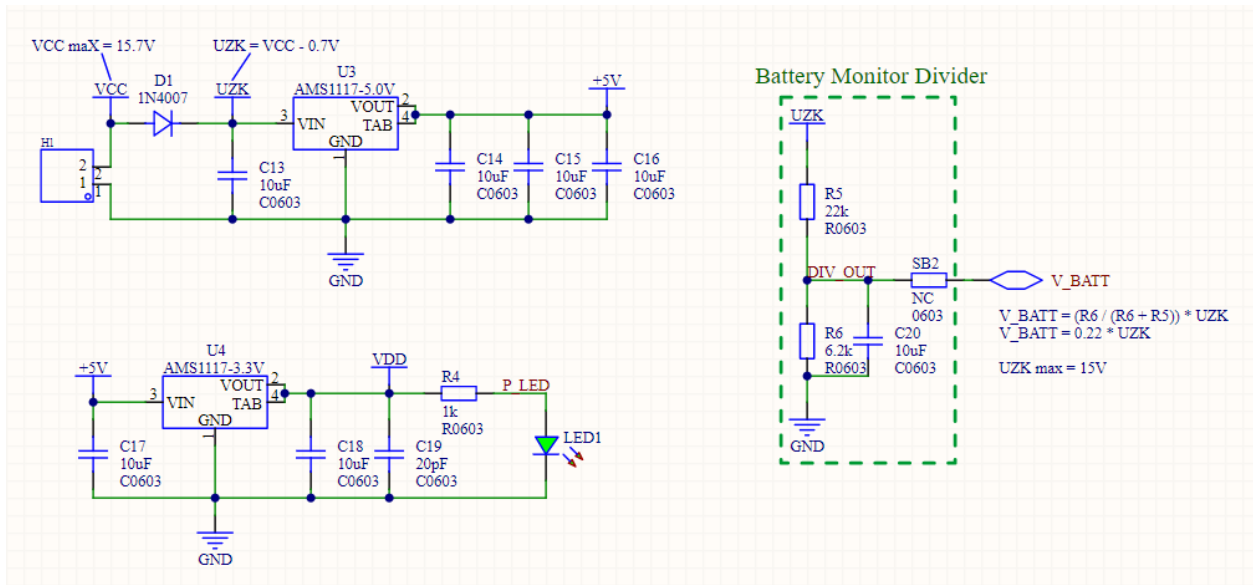 VCC maX = 15.7V
UZK = VCC - 0.7V
VCC
D1
1N4007
UZK
U3
AMS1117-5.0V
3
VIN
VOUT
2
TAB
4
GND
1
+5V
H1
2
2
1
1
C13
10uF
C0603
C14
10uF
C0603
C15
10uF
C0603
C16
10uF
C0603
GND
Battery Monitor Divider
UZK
R5
22k
R0603
DIV_OUT
SB2
NC
0603
V_BATT
R6
6.2k
R0603
C20
10uF
C0603
GND
V_BATT = (R6 / (R6 + R5)) * UZK
V_BATT = 0.22 * UZK
UZK max = 15V
+5V
U4
AMS1117-3.3V
3
VIN
VOUT
2
TAB
4
GND
1
VDD
R4
1k
R0603
P_LED
LED1
C17
10uF
C0603
C18
10uF
C0603
C19
20pF
C0603
GND